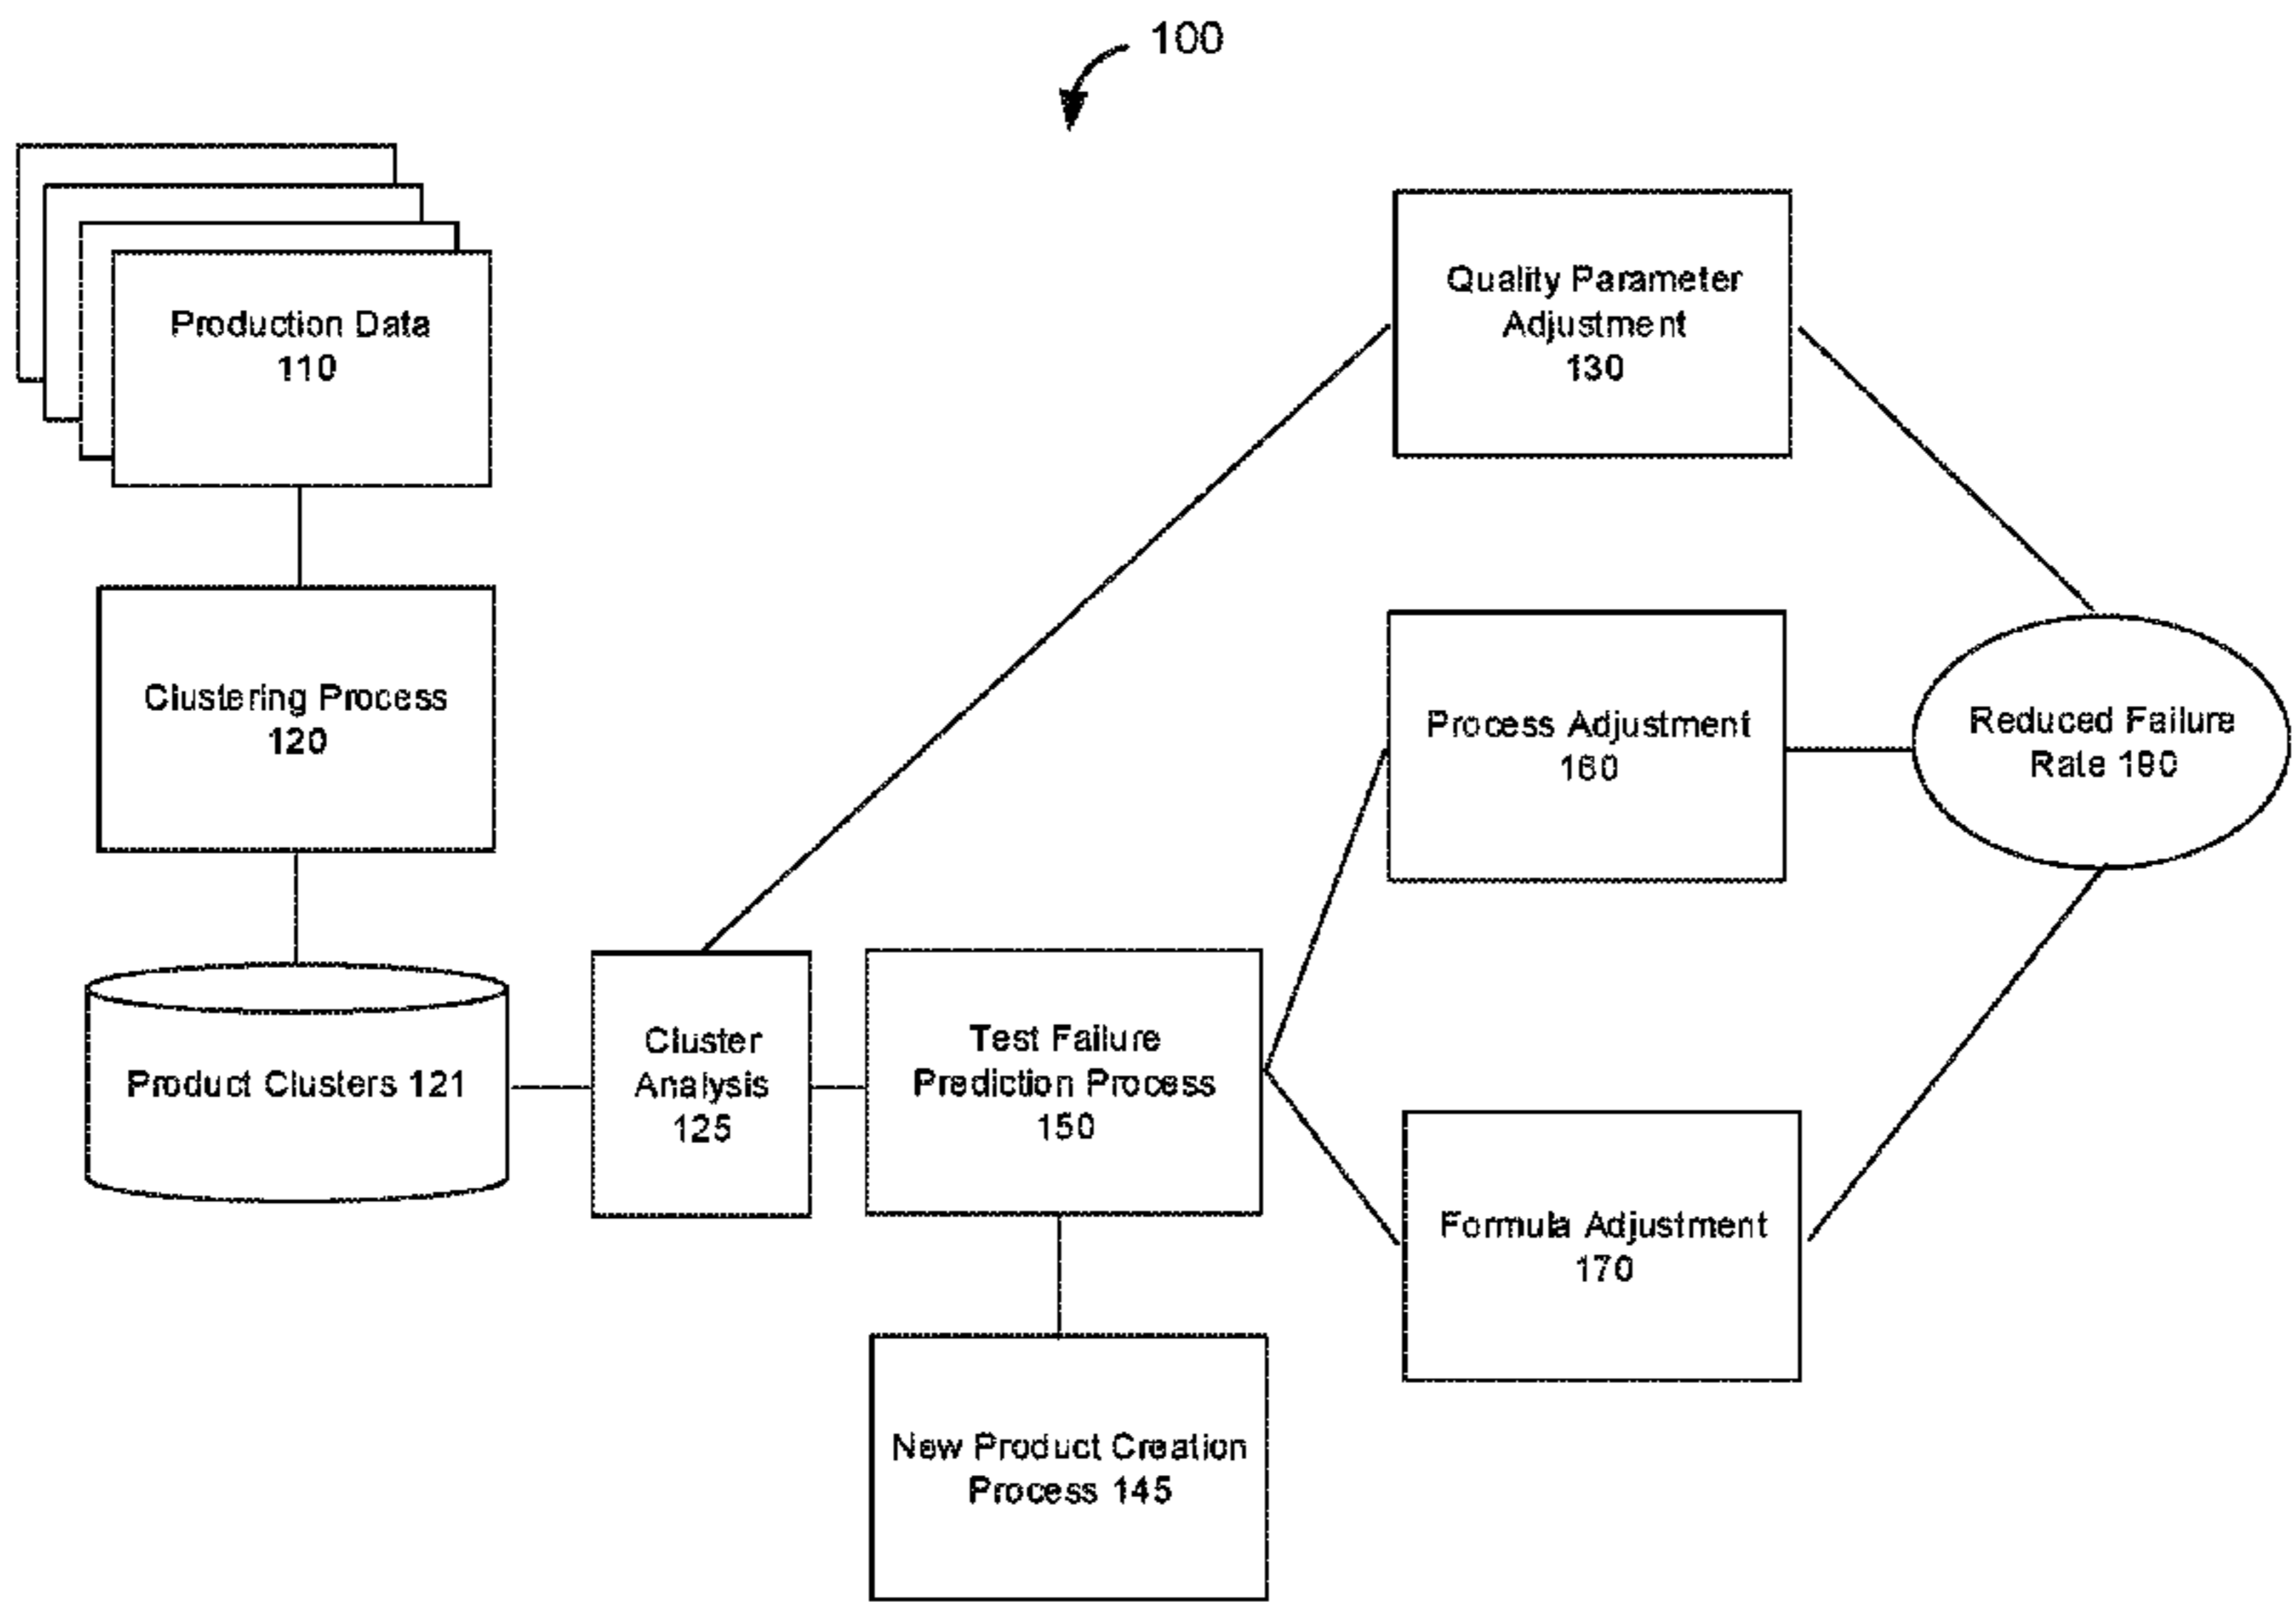 100
Production Data
110
Quality Parameter
Adjustment
130
Clustering Process
120
Process Adjustment
160
Reduced Failure
Rate 190
Product Clusters 121
Cluster
Analysis
125
Test Failure
Prediction Process
150
Formula Adjustment
170
New Product Creation
Process 145